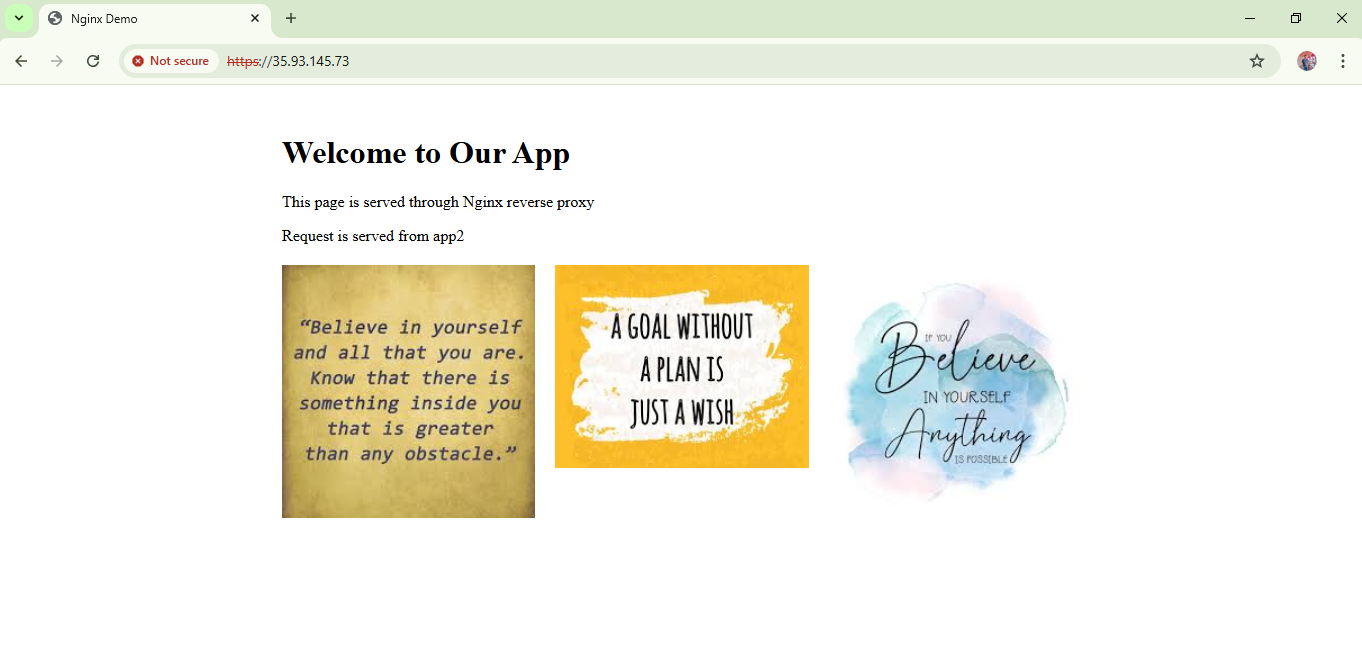 Nginx Demo
Not secure
https://35.93.145.73
Welcome to Our App
This page is served through Nginx reverse proxy
Request is served from app2
“Believe in yourself
and all that you are.
Know that there is
something inside you
that is greater
than any obstacle.”
A GOAL WITHOUT
A PLAN IS
JUST A WISH
IF YOU
Believe
IN YOURSELF
Anything
IS POSSIBLE